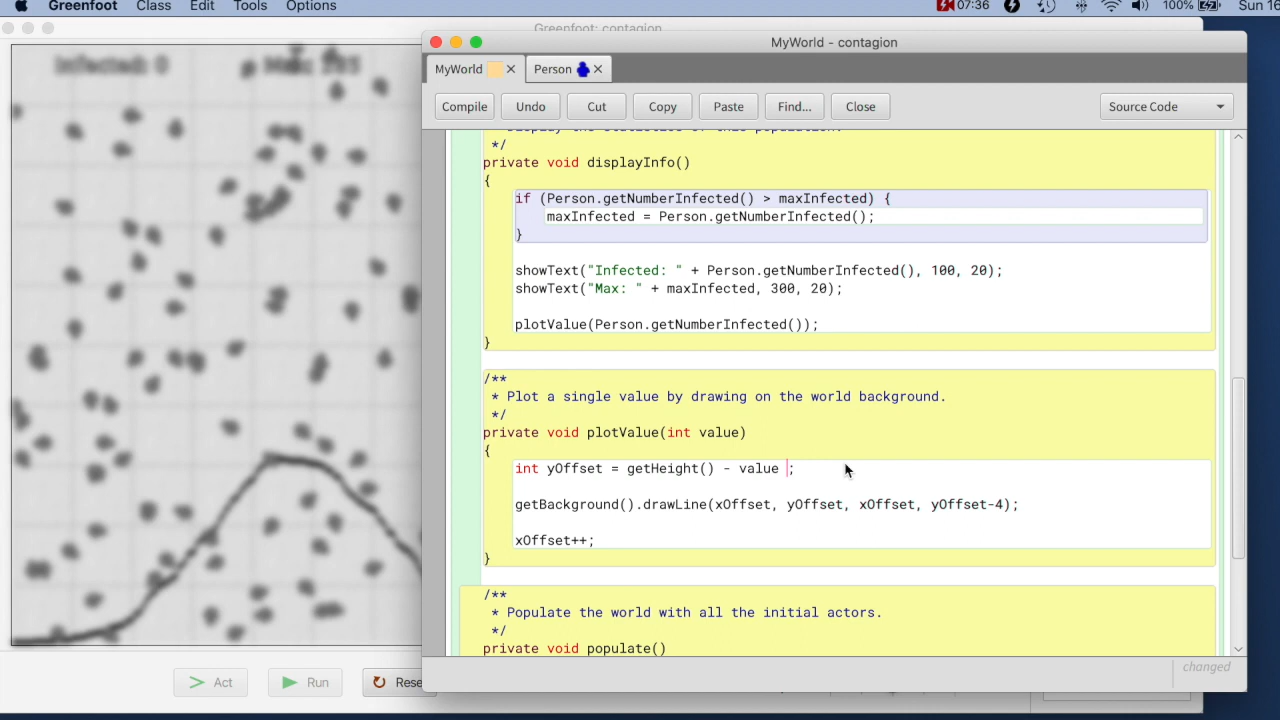 Greenfoot Class Edit Tools Options 07:36 100% Sun 16
Greenfoot: contagion
MyWorld - contagion
Infected: 0
MyWorld Person
Compile Undo Cut Copy Paste Find... Close Source Code
*/
private void displayInfo()
{
if (Person.getNumberInfected() > maxInfected) {
maxInfected = Person.getNumberInfected();
}
showText("Infected: " + Person.getNumberInfected(), 100, 20);
showText("Max: " + maxInfected, 300, 20);
plotValue(Person.getNumberInfected());
}
/**
* Plot a single value by drawing on the world background.
*/
private void plotValue(int value)
{
int yOffset = getHeight() - value ;
getBackground().drawLine(xOffset, yOffset, xOffset, yOffset-4);
xOffset++;
}
/**
* Populate the world with all the initial actors.
*/
private void populate()
changed
Act Run Rese